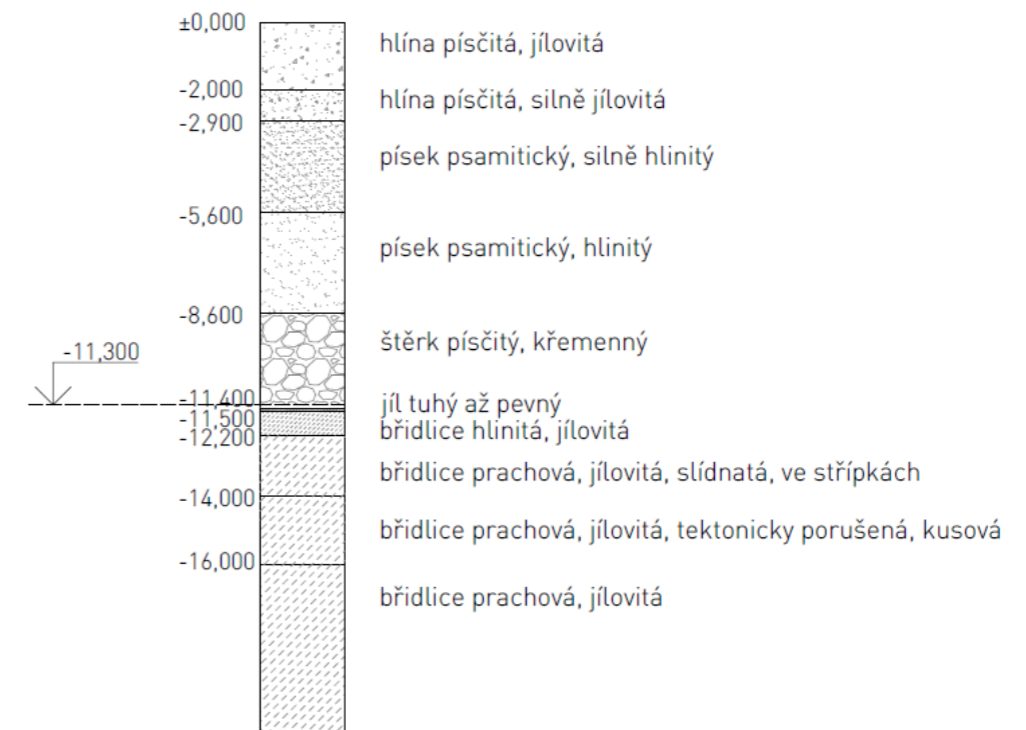 ±0,000
hlína písčitá, jílovitá
-2,000
hlína písčitá, silně jílovitá
-2,900
písek psamitický, silně hlinitý
-5,600
písek psamitický, hlinitý
-8,600
štěrk písčitý, křemenný
-11,300
-11,400
jíl tuhý až pevný
-11,500
břidlice hlinitá, jílovitá
-12,200
břidlice prachová, jílovitá, slídnatá, ve střípkách
-14,000
břidlice prachová, jílovitá, tektonicky porušená, kusová
-16,000
břidlice prachová, jílovitá